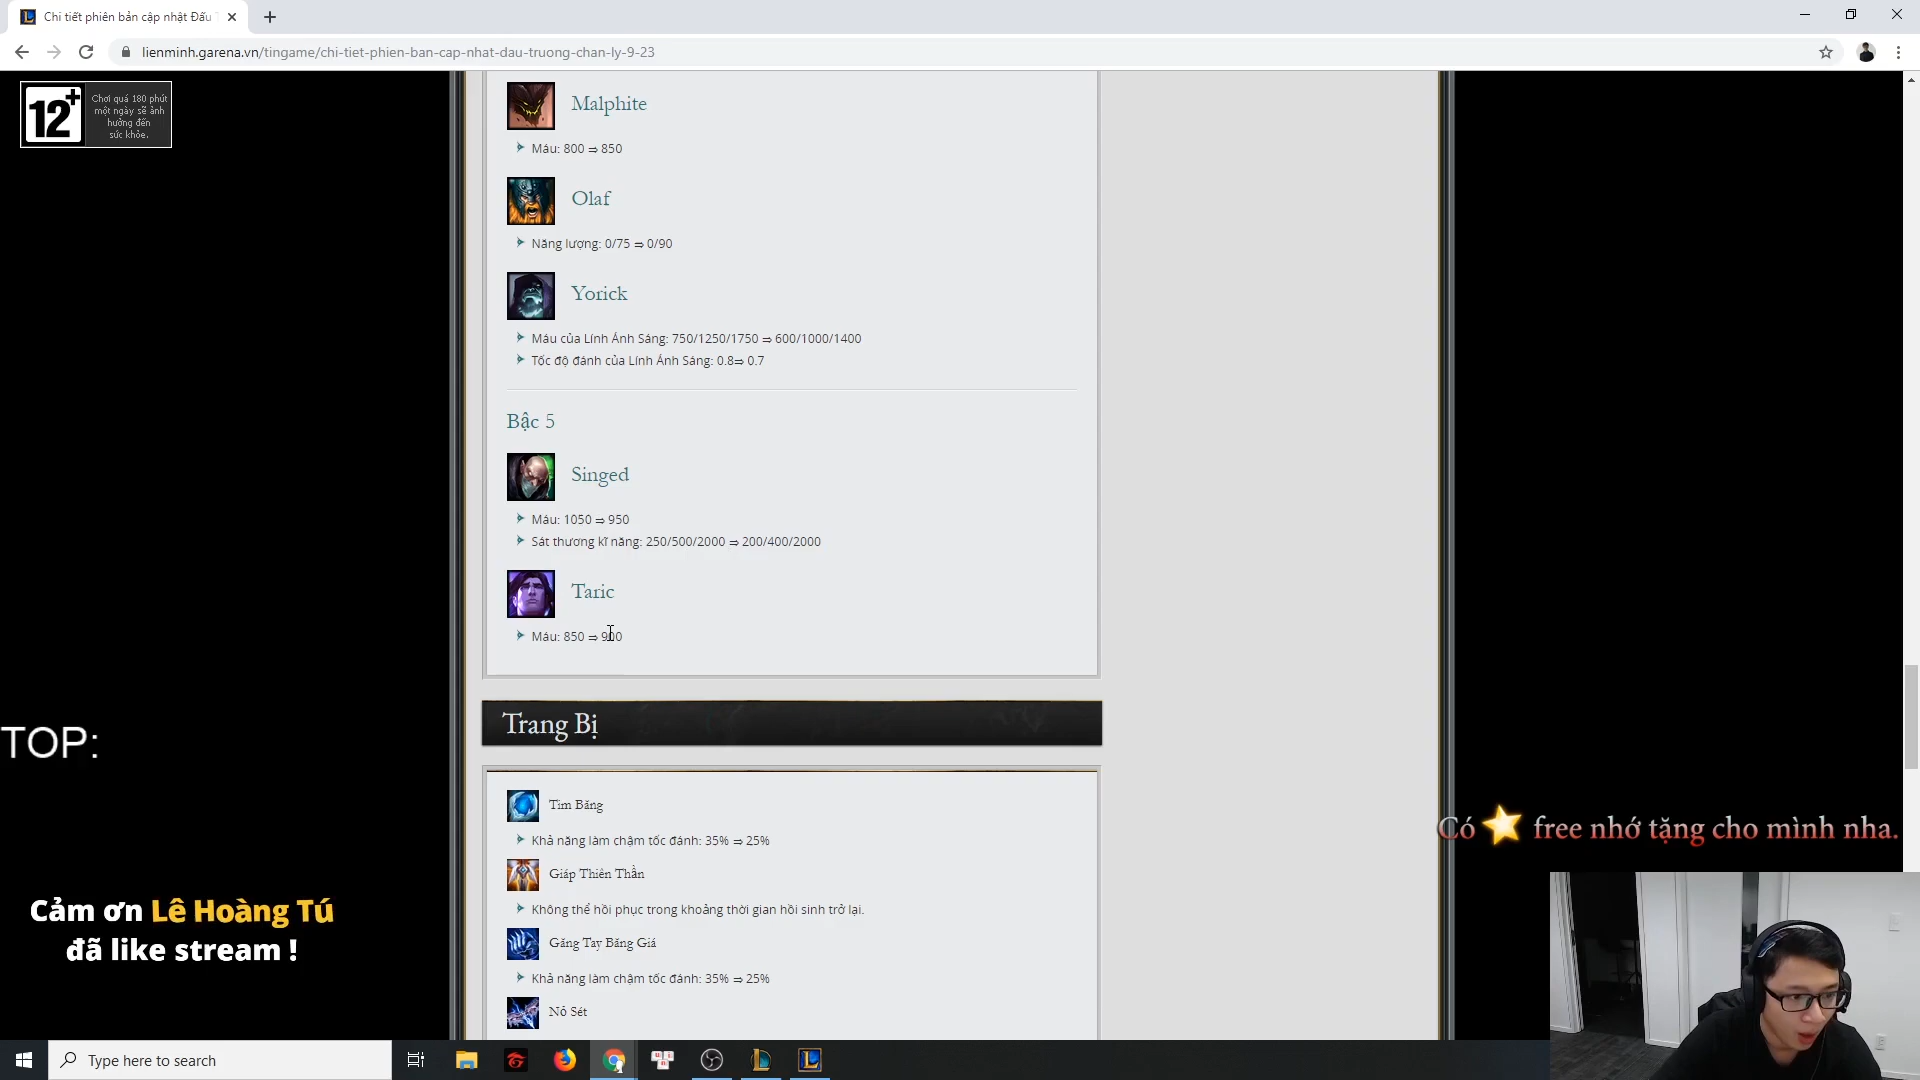 Chi tiết phiên bản cập nhật Đấu
lienminh.garena.vn/tingame/chi-tiet-phien-ban-cap-nhat-dau-truong-chan-ly-9-23
12+
Chơi quá 180 phút
một ngày sẽ ảnh
hưởng đến
sức khỏe.
Malphite
Máu: 800 ⇒ 850
Olaf
Năng lượng: 0/75 ⇒ 0/90
Yorick
Máu của Lính Ánh Sáng: 750/1250/1750 ⇒ 600/1000/1400
Tốc độ đánh của Lính Ánh Sáng: 0.8⇒ 0.7
Bậc 5
Singed
Máu: 1050 ⇒ 950
Sát thương kĩ năng: 250/500/2000 ⇒ 200/400/2000
Taric
Máu: 850 ⇒ 900
Trang Bị
Tim Băng
Khả năng làm chậm tốc đánh: 35% ⇒ 25%
Giáp Thiên Thần
Không thể hồi phục trong khoảng thời gian hồi sinh trở lại.
Găng Tay Băng Giá
Khả năng làm chậm tốc đánh: 35% ⇒ 25%
Nỏ Sét
TOP:
Cảm ơn Lê Hoàng Tú
đã like stream !
Có ⭐ free nhớ tặng cho mình nha.
Type here to search